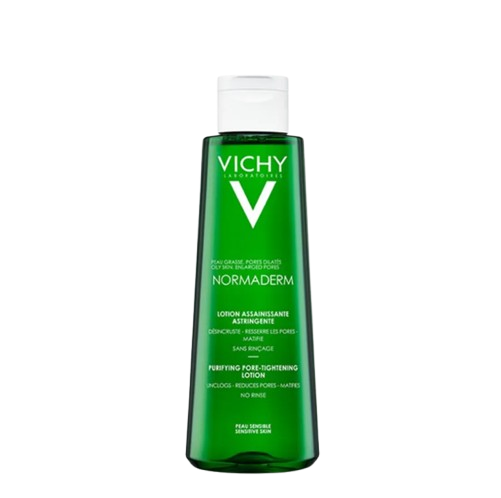 VICHY
LABORATOIRES
PEAU GRASSE, PORES DILATÉS
OILY SKIN, ENLARGED PORES
NORMADERM
LOTION ASSAINISSANTE
ASTRINGENTE
DÉSINCRUSTE - RESSERRE LES PORES -
MATIFIE
SANS RINÇAGE
PURIFYING PORE-TIGHTENING
LOTION
UNCLOGS - REDUCES PORES - MATIFIES
NO RINSE
PEAU SENSIBLE
SENSITIVE SKIN